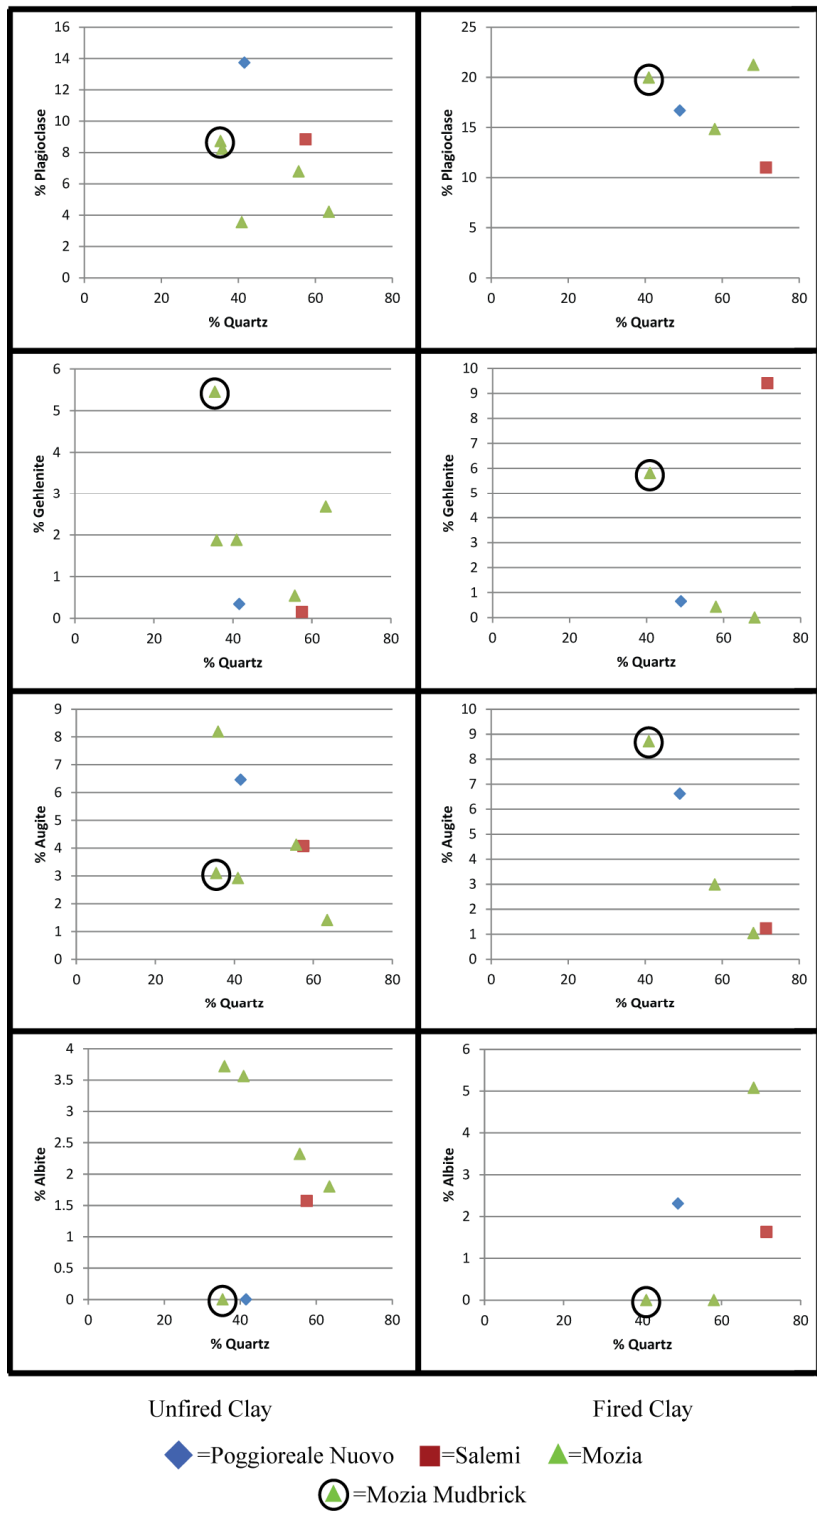 16
14
12
10
8
6
4
2
0
0 20 40 60 80
% Plagioclase
% Quartz
25
20
15
10
5
0
0 20 40 60 80
% Plagioclase
% Quartz
6
5
4
3
2
1
0
0 20 40 60 80
% Gehlenite
% Quartz
10
9
8
7
6
5
4
3
2
1
0
0 20 40 60 80
% Gehlenite
% Quartz
9
8
7
6
5
4
3
2
1
0
0 20 40 60 80
% Augite
% Quartz
10
9
8
7
6
5
4
3
2
1
0
0 20 40 60 80
% Augite
% Quartz
4
3.5
3
2.5
2
1.5
1
0.5
0
0 20 40 60 80
% Albite
% Quartz
6
5
4
3
2
1
0
0 20 40 60 80
% Albite
% Quartz
Unfired Clay Fired Clay
=Poggioreale Nuovo =Salemi =Mozia
=Mozia Mudbrick